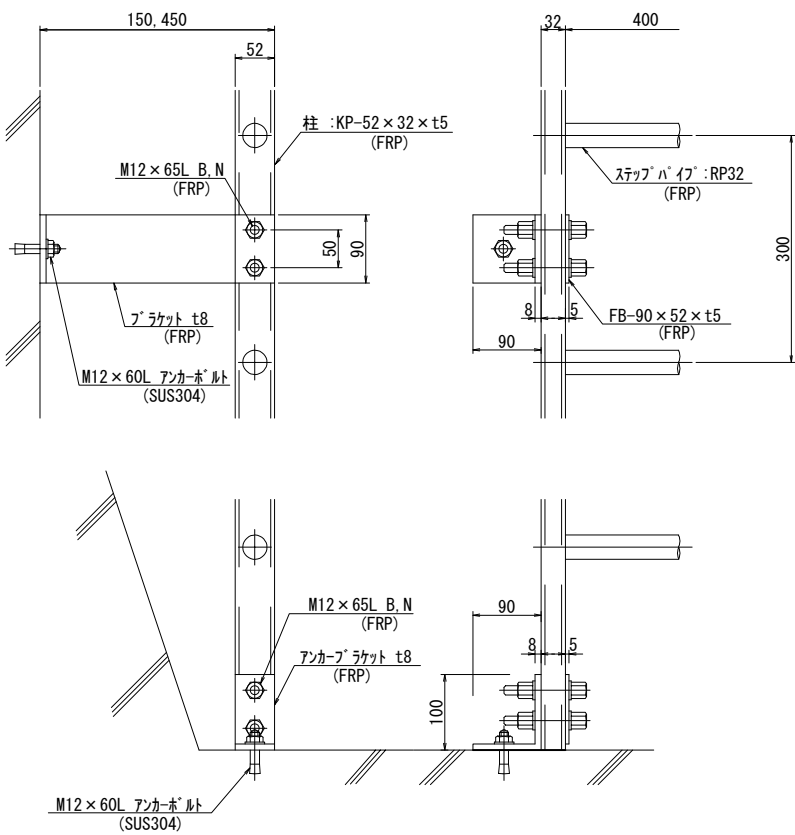 150,450
32
400
52
柱 :KP-52×32×t5
(FRP)
M12×65L B,N
(FRP)
ステップパイプ:RP32
(FRP)
50
90
300
8
5
FB-90×52×t5
(FRP)
ブラケット t8
(FRP)
90
M12×60L アンカーボルト
(SUS304)
M12×65L B,N
(FRP)
90
アンカーブラケット t8
(FRP)
8
5
100
M12×60L アンカーボルト
(SUS304)